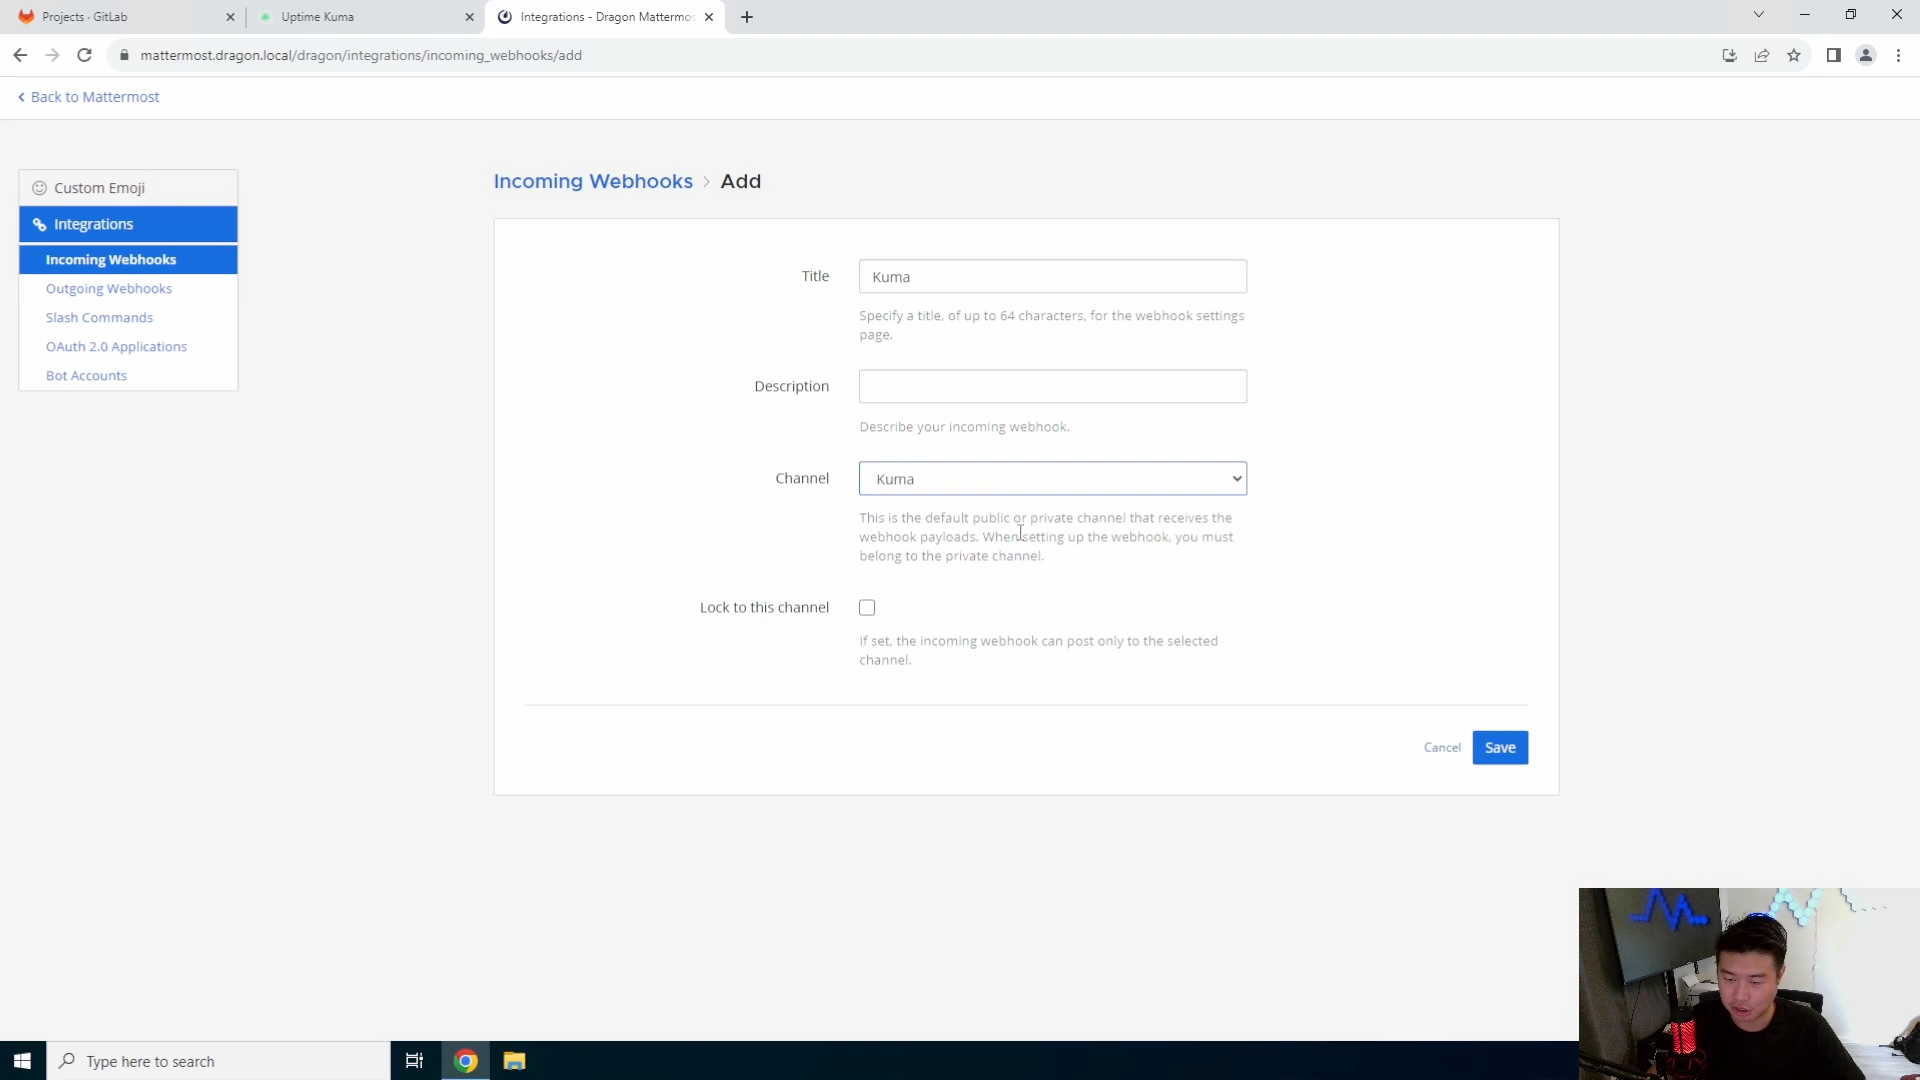 Projects · GitLab
Uptime Kuma
Integrations - Dragon Mattermos
mattermost.dragon.local/dragon/integrations/incoming_webhooks/add
Back to Mattermost
Custom Emoji
Integrations
Incoming Webhooks
Outgoing Webhooks
Slash Commands
OAuth 2.0 Applications
Bot Accounts
Incoming Webhooks > Add
Title
Kuma
Specify a title, of up to 64 characters, for the webhook settings
page.
Description
Describe your incoming webhook.
Channel
Kuma
This is the default public or private channel that receives the
webhook payloads. When setting up the webhook, you must
belong to the private channel.
Lock to this channel
If set, the incoming webhook can post only to the selected
channel.
Cancel
Save
Type here to search